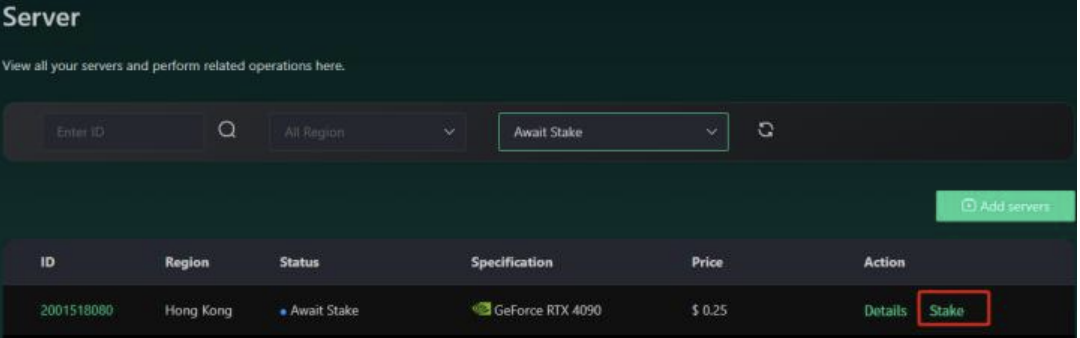 Server
View all your servers and perform related operations here.
Enter ID All Region Await Stake
Add servers
ID Region Status Specification Price Action
2001518080 Hong Kong Await Stake GeForce RTX 4090 $ 0.25 Details Stake